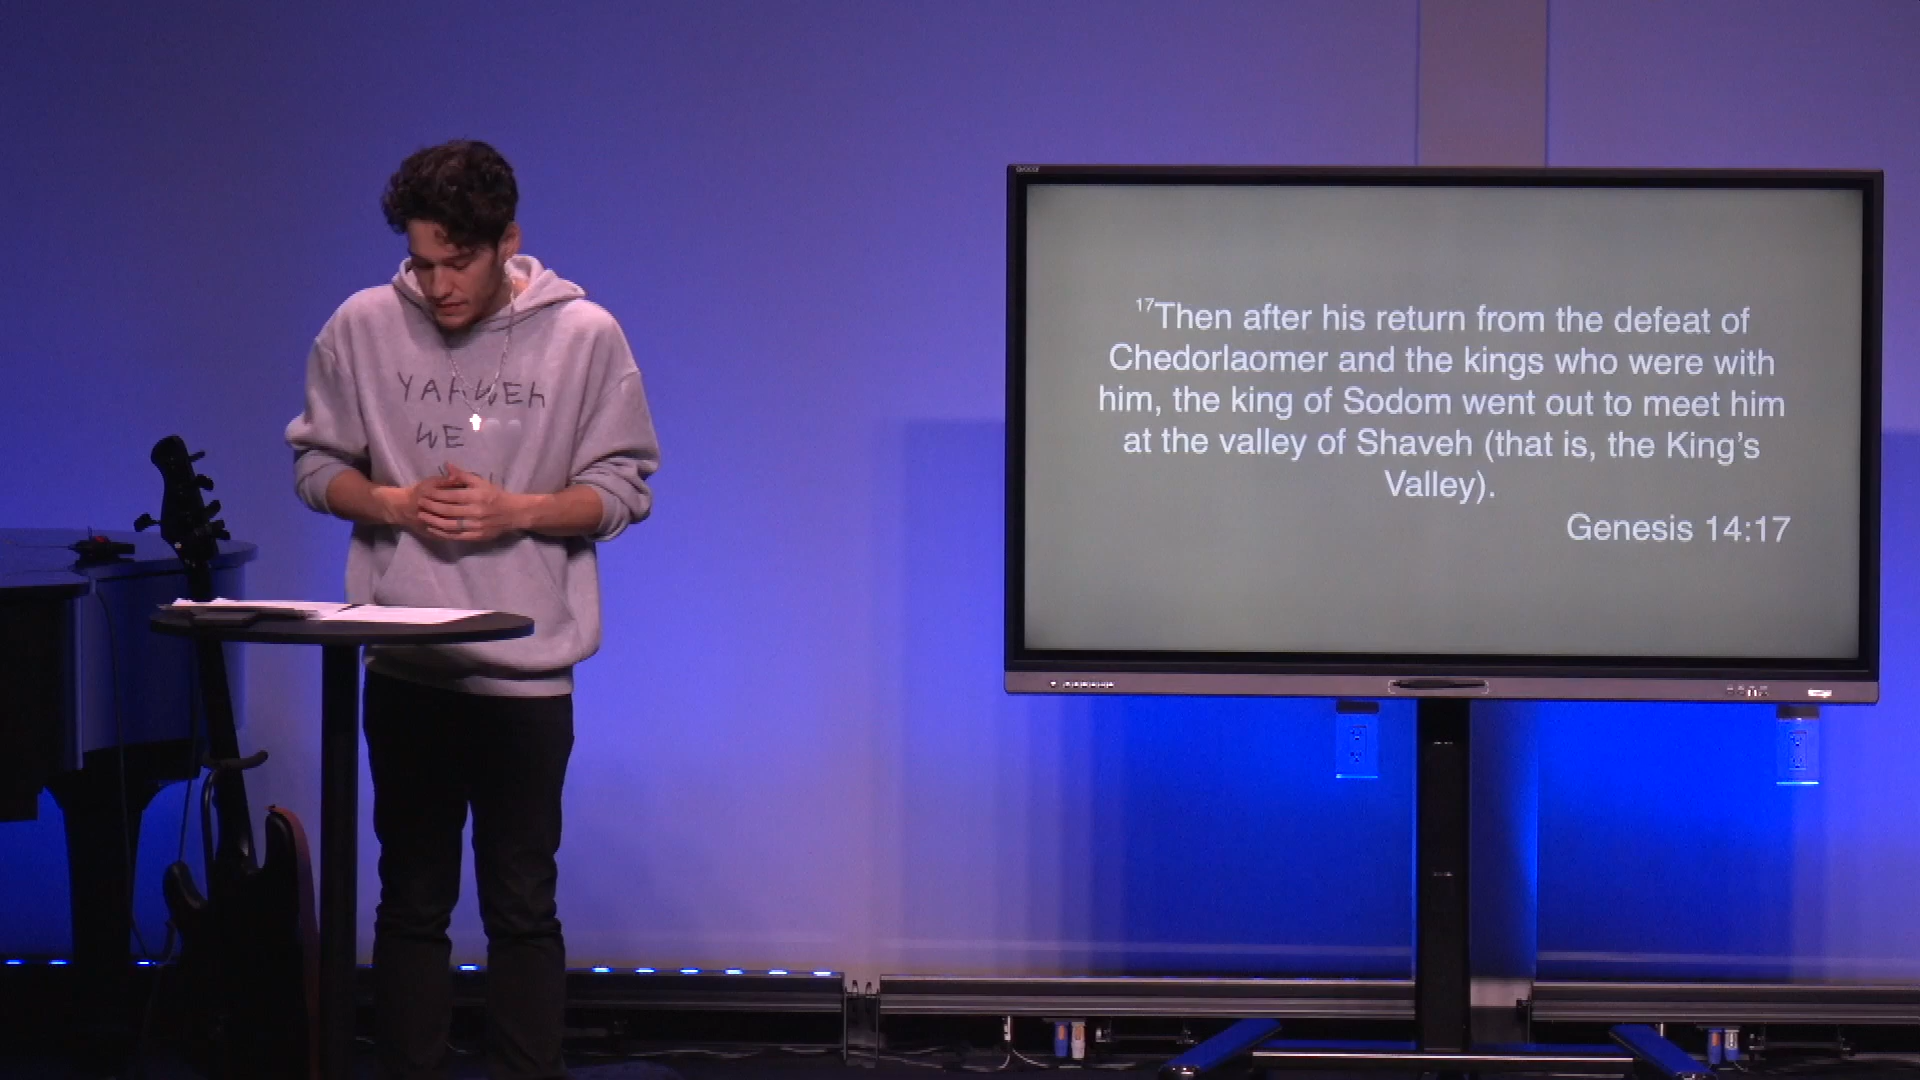 YAHWEH
WE
avocor
17Then after his return from the defeat of
Chedorlaomer and the kings who were with
him, the king of Sodom went out to meet him
at the valley of Shaveh (that is, the King's
Valley).
Genesis 14:17